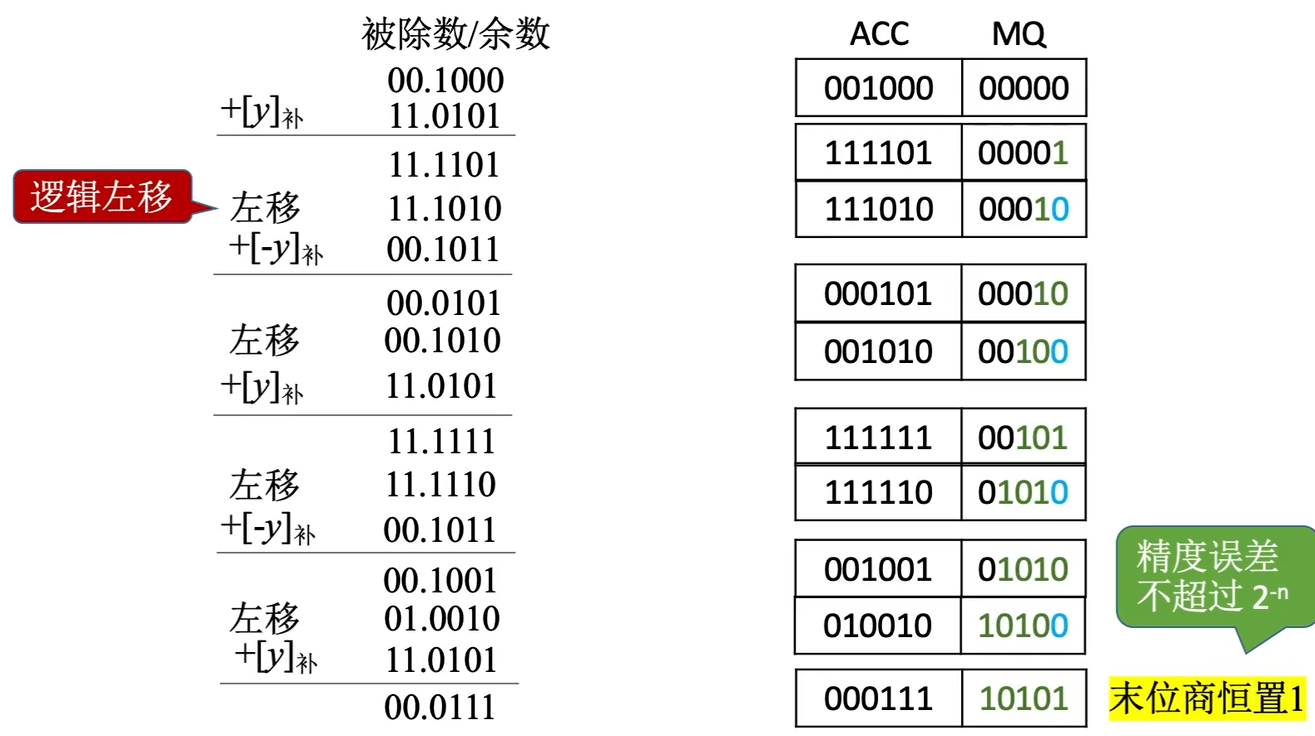 被除数/余数 ACC MQ
00.1000 001000 00000
+[y]补 11.0101
11.1101 111101 00001
逻辑左移
左移 11.1010 111010 00010
+[-y]补 00.1011
00.0101 000101 00010
左移 00.1010 001010 00100
+[y]补 11.0101
11.1111 111111 00101
左移 11.1110 111110 01010
+[-y]补 00.1011
00.1001 001001 01010
左移 01.0010 010010 10100
+[y]补 11.0101
00.0111 000111 10101
精度误差
不超过 2-n
末位商恒置1